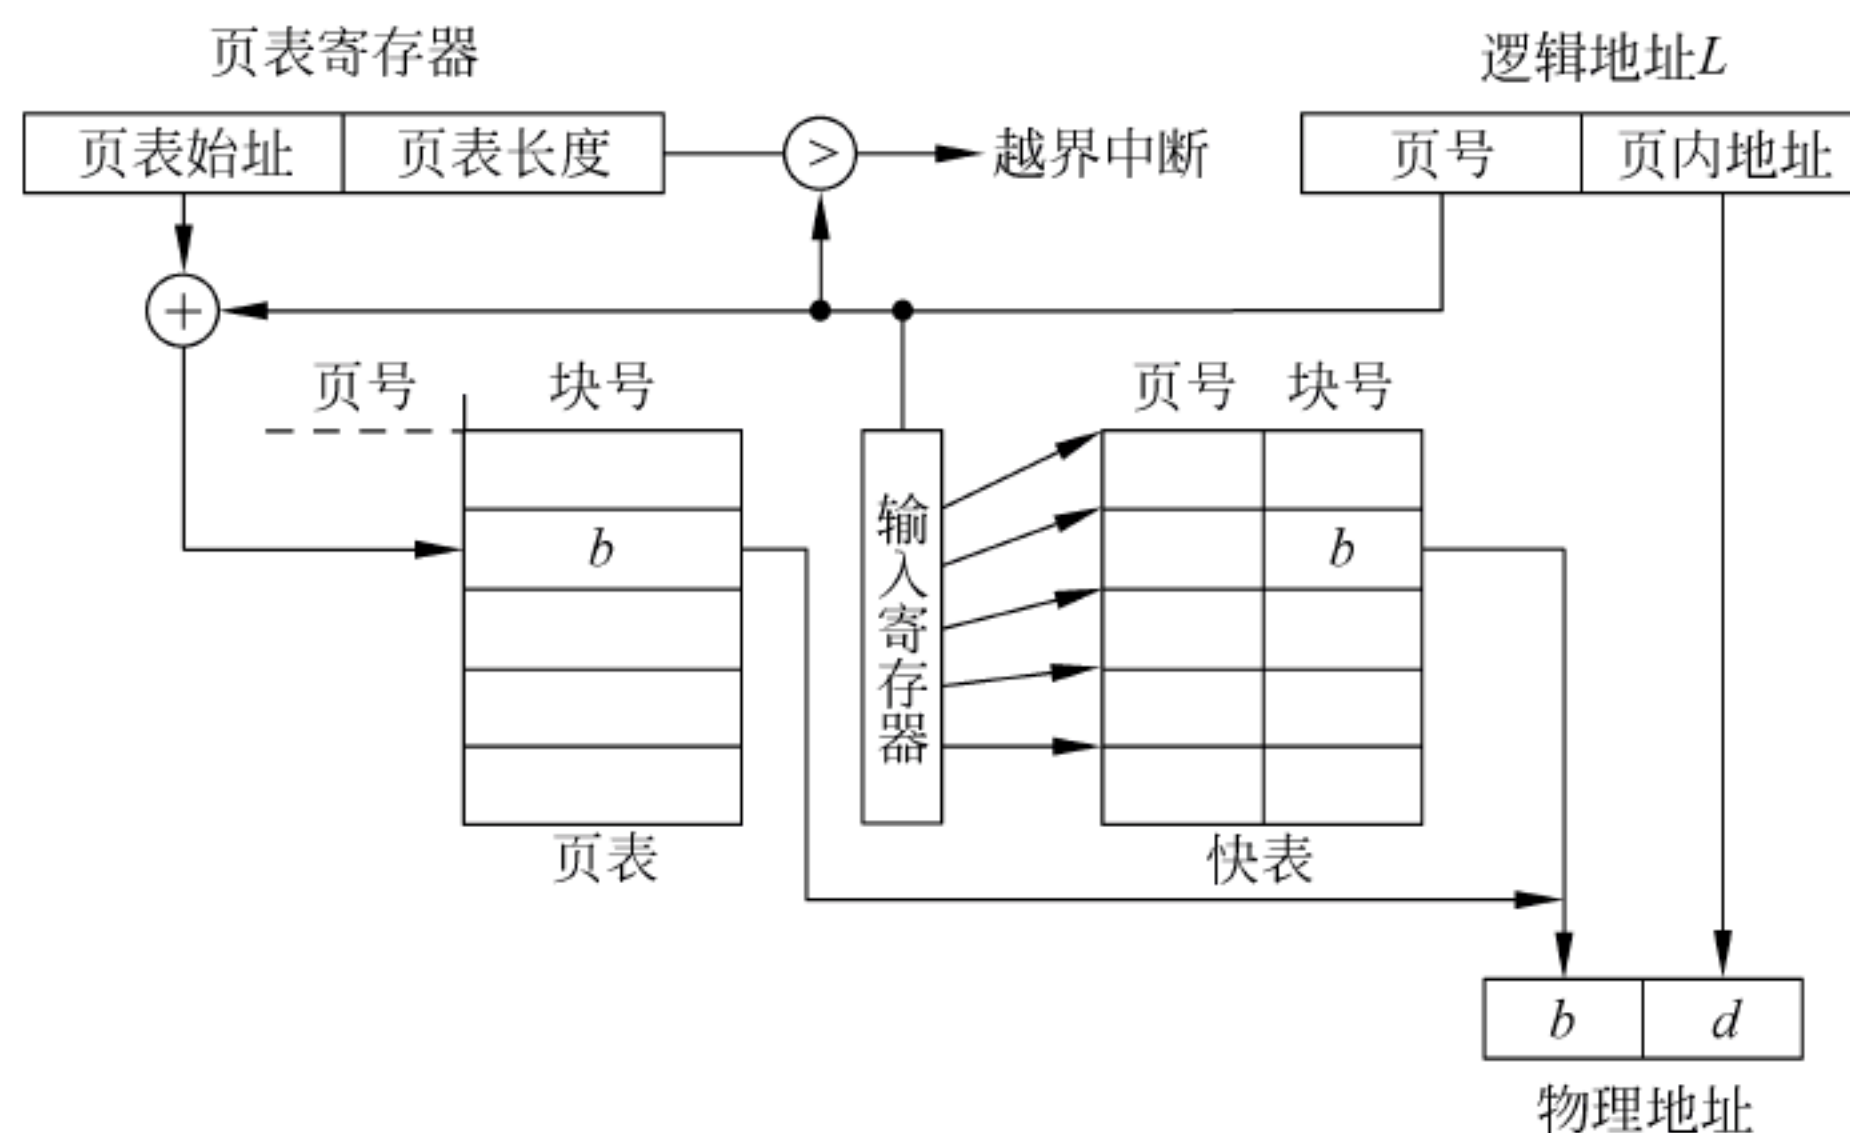 页表寄存器
逻辑地址L
页表始址 页表长度 > 越界中断 页号 页内地址
+
页号 块号 页号 块号
b
输入寄存器
b
页表
快表
b d
物理地址